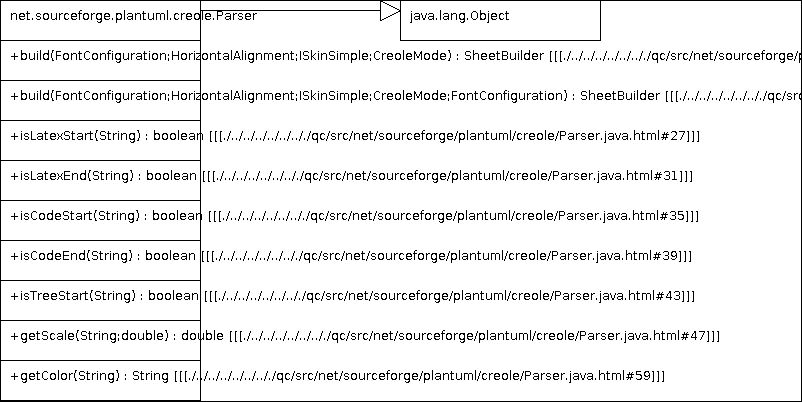 net.sourceforge.plantuml.creole.Parser
java.lang.Object
+build(FontConfiguration;HorizontalAlignment;ISkinSimple;CreoleMode) : SheetBuilder [[[./../../../../../../../qc/src/net/sourceforge/p
+build(FontConfiguration;HorizontalAlignment;ISkinSimple;CreoleMode;FontConfiguration) : SheetBuilder [[[./../../../../../../../qc/src
+isLatexStart(String) : boolean [[[./../../../../../../../qc/src/net/sourceforge/plantuml/creole/Parser.java.html#27]]]
+isLatexEnd(String) : boolean [[[./../../../../../../../qc/src/net/sourceforge/plantuml/creole/Parser.java.html#31]]]
+isCodeStart(String) : boolean [[[./../../../../../../../qc/src/net/sourceforge/plantuml/creole/Parser.java.html#35]]]
+isCodeEnd(String) : boolean [[[./../../../../../../../qc/src/net/sourceforge/plantuml/creole/Parser.java.html#39]]]
+isTreeStart(String) : boolean [[[./../../../../../../../qc/src/net/sourceforge/plantuml/creole/Parser.java.html#43]]]
+getScale(String;double) : double [[[./../../../../../../../qc/src/net/sourceforge/plantuml/creole/Parser.java.html#47]]]
+getColor(String) : String [[[./../../../../../../../qc/src/net/sourceforge/plantuml/creole/Parser.java.html#59]]]